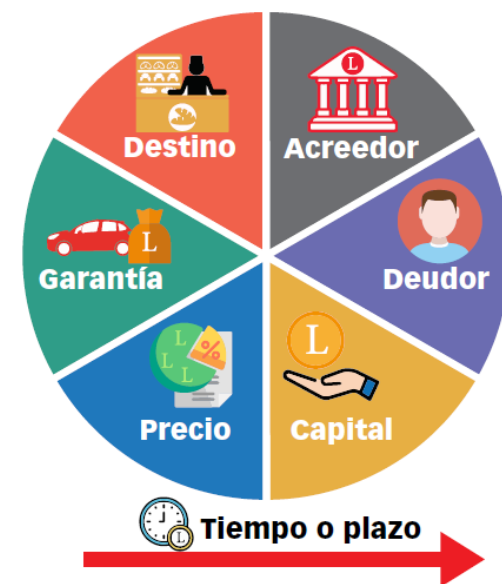 L
Destino
Acreedor
L
Garantía
Deudor
L
L
L
%
L
Precio
Capital
L
Tiempo o plazo